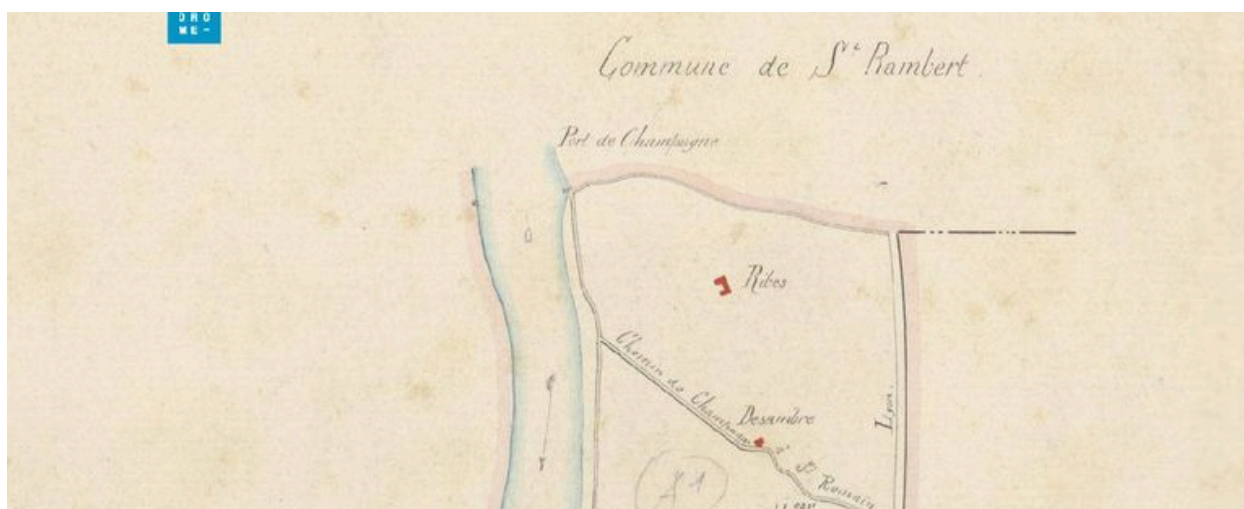 DRO
ME-
Commune de St Rambert.
Port de Champagne
Ribes
Chemin de Champagne à St Romain
Desambre
Lyon.